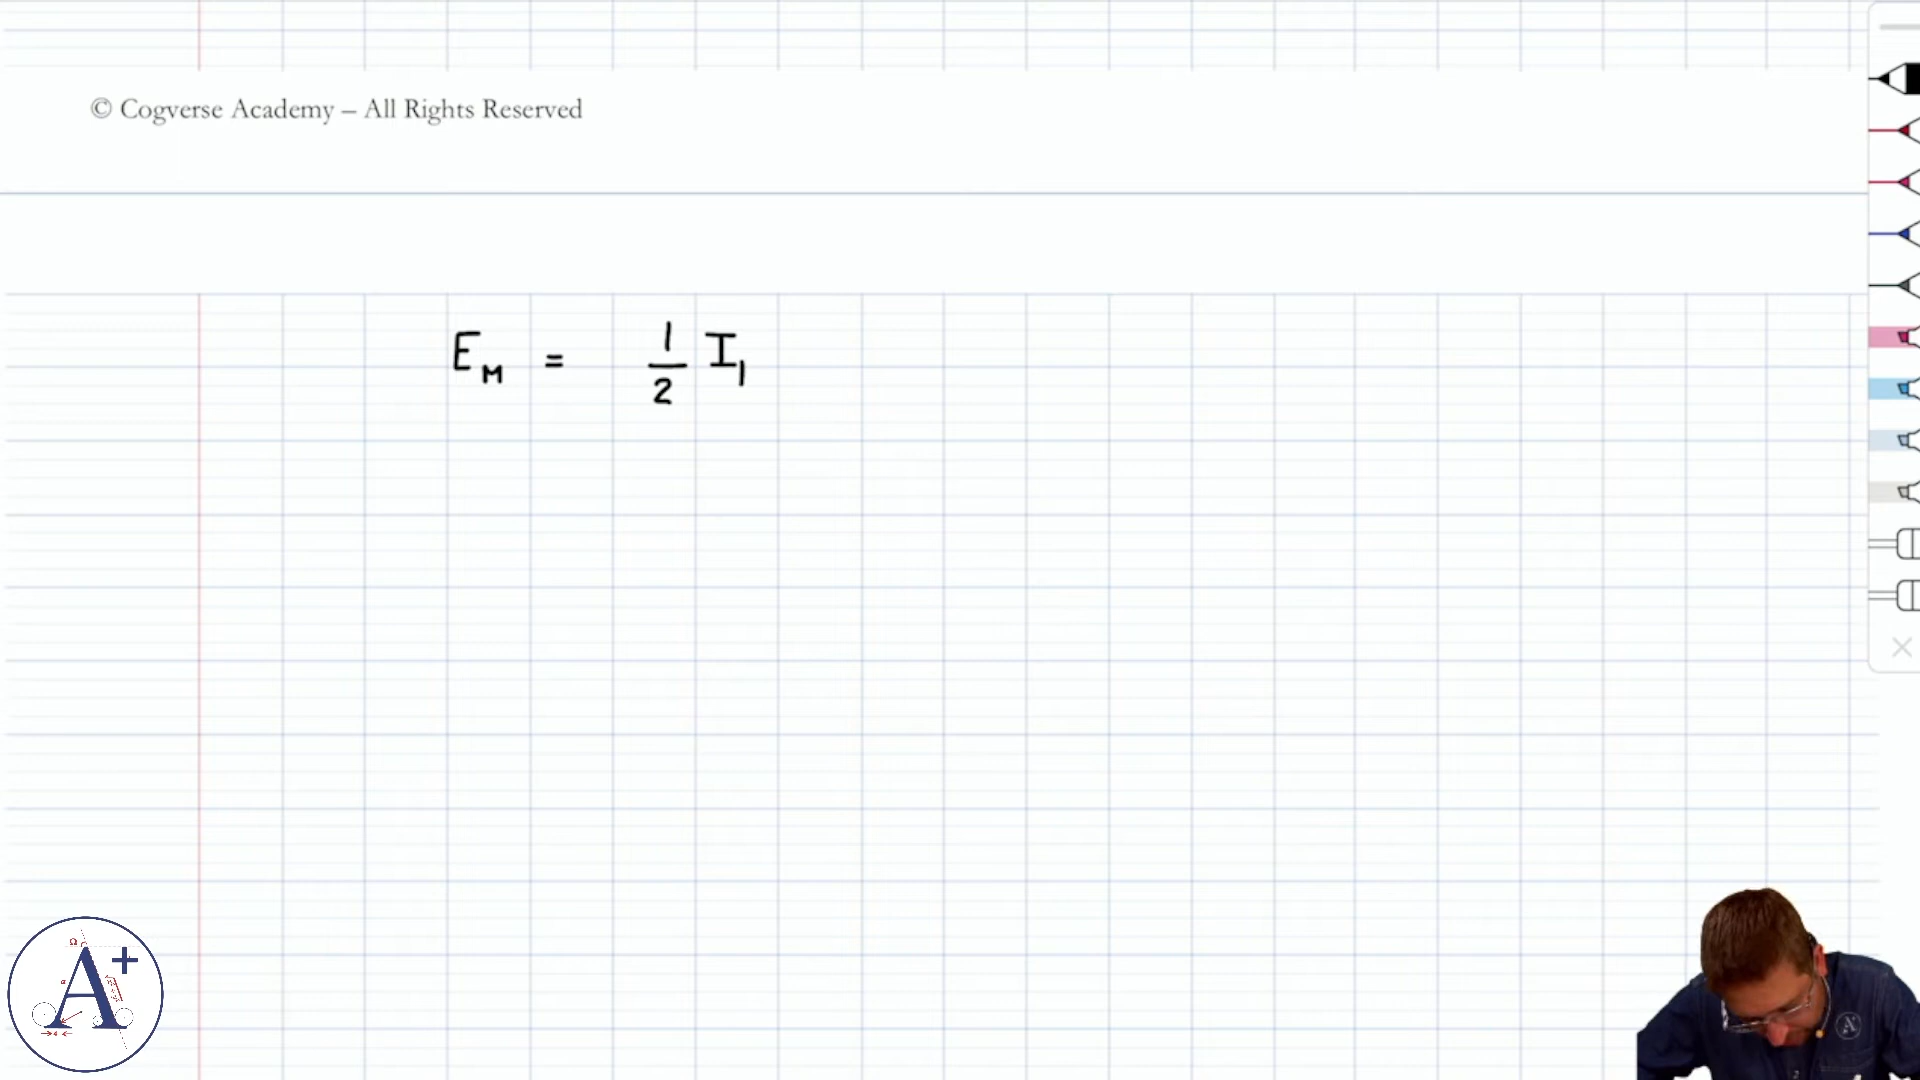 © Cogverse Academy – All Rights Reserved
E_M = 1/2 I_1
A+